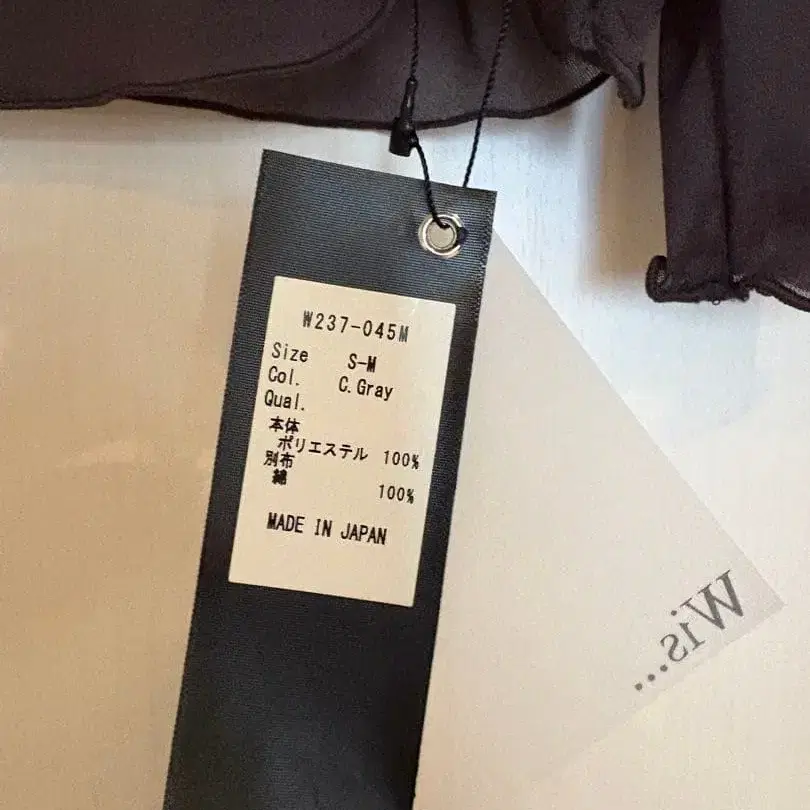 W237-045M
Size S-M
Col. C.Gray
Qual.
本体
ポリエステル 100%
別布
綿 100%
MADE IN JAPAN
Wis...